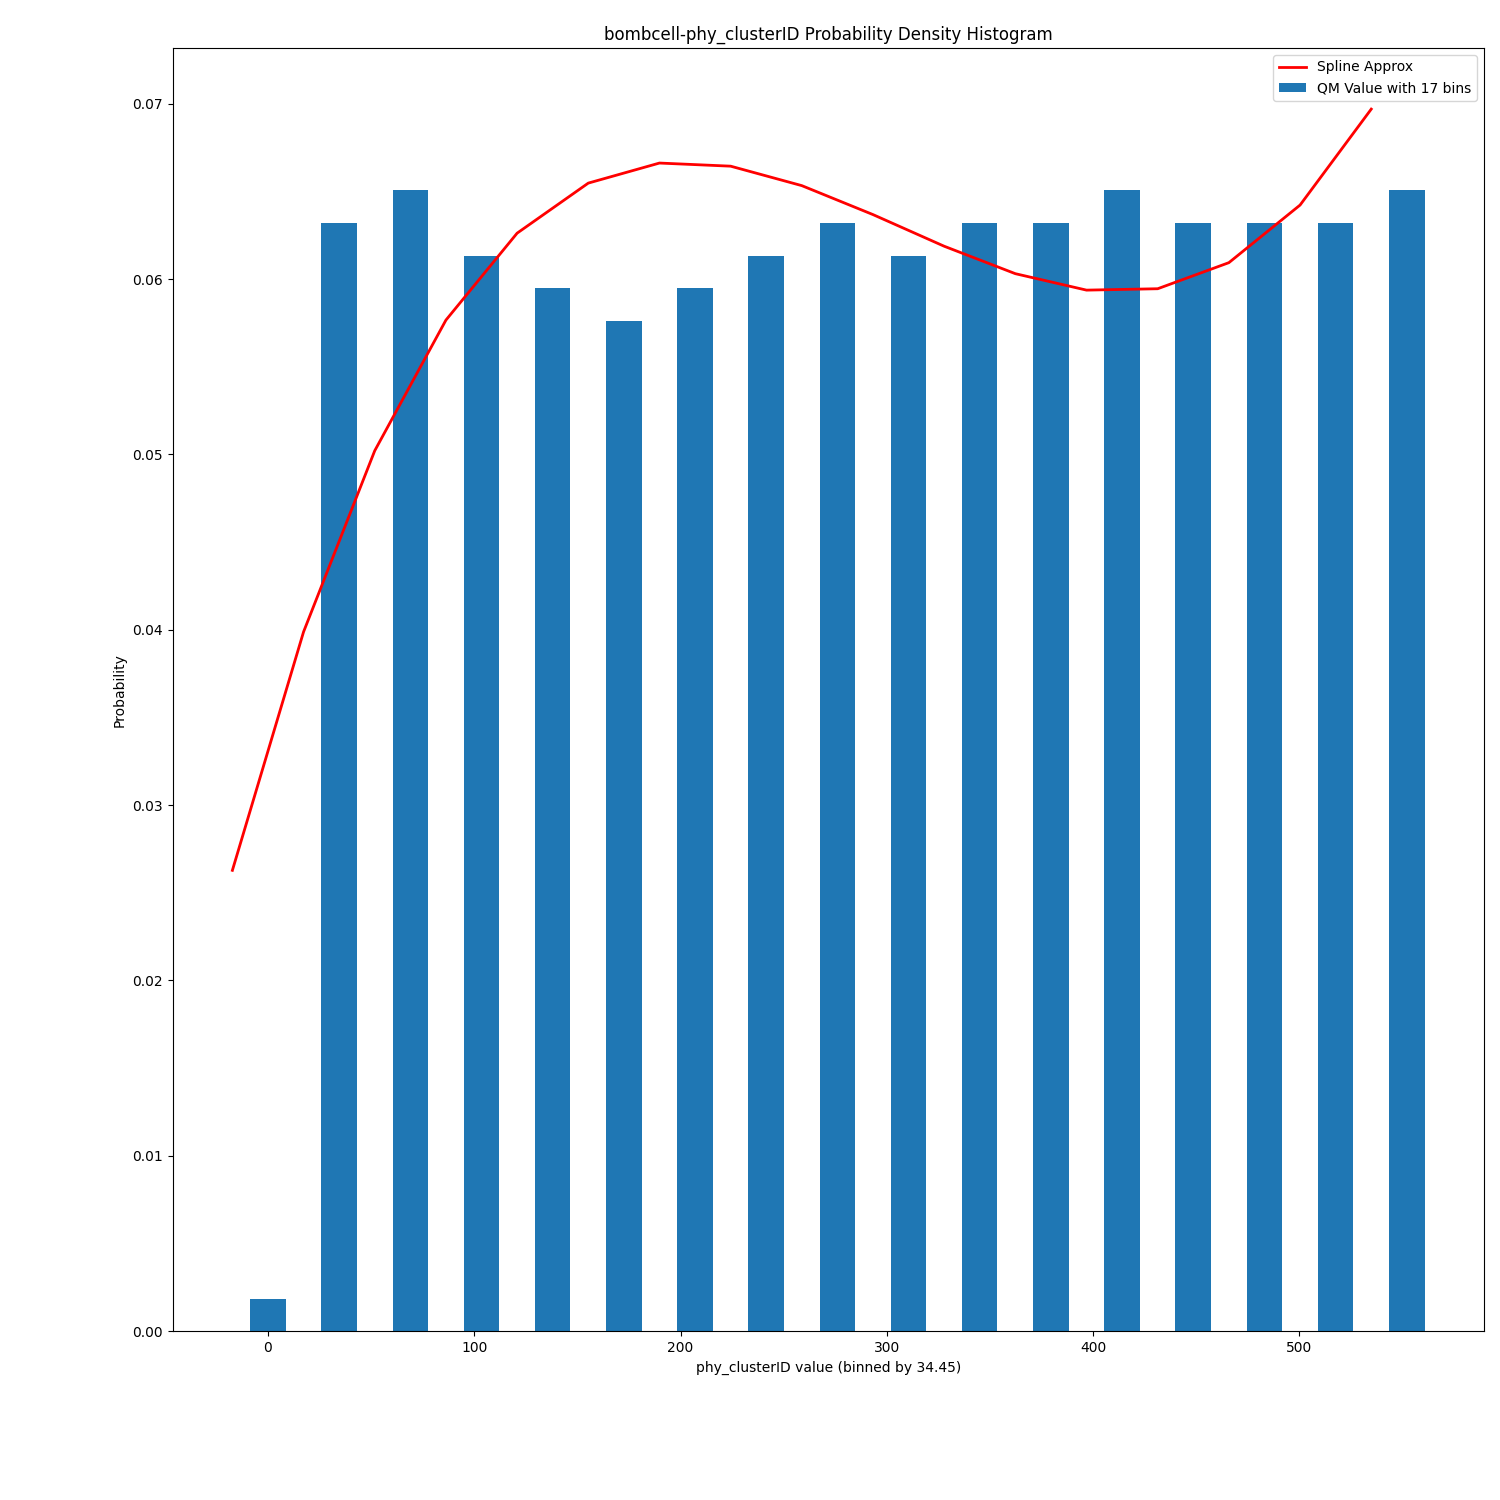 bombcell-phy_clusterID Probability Density Histogram
Spline Approx
QM Value with 17 bins
0.07
0.06
0.05
0.04
0.03
0.02
0.01
0.00
Probability
0 100 200 300 400 500
phy_clusterID value (binned by 34.45)